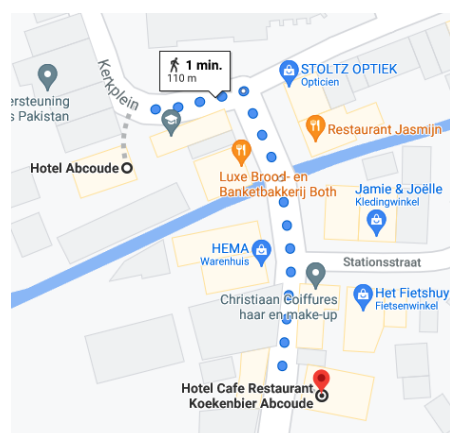 1 min.
110 m
Kerkplein
STOLTZ OPTIEK
Opticien
ersteuning
s Pakistan
Restaurant Jasmijn
Hotel Abcoude
Luxe Brood- en
Banketbakkerij Both
Jamie & Joëlle
Kledingwinkel
HEMA
Warenhuis
Stationsstraat
Christiaan Coiffures
haar en make-up
Het Fietshuy
Fietsenwinkel
Hotel Cafe Restaurant
Koekenbier Abcoude